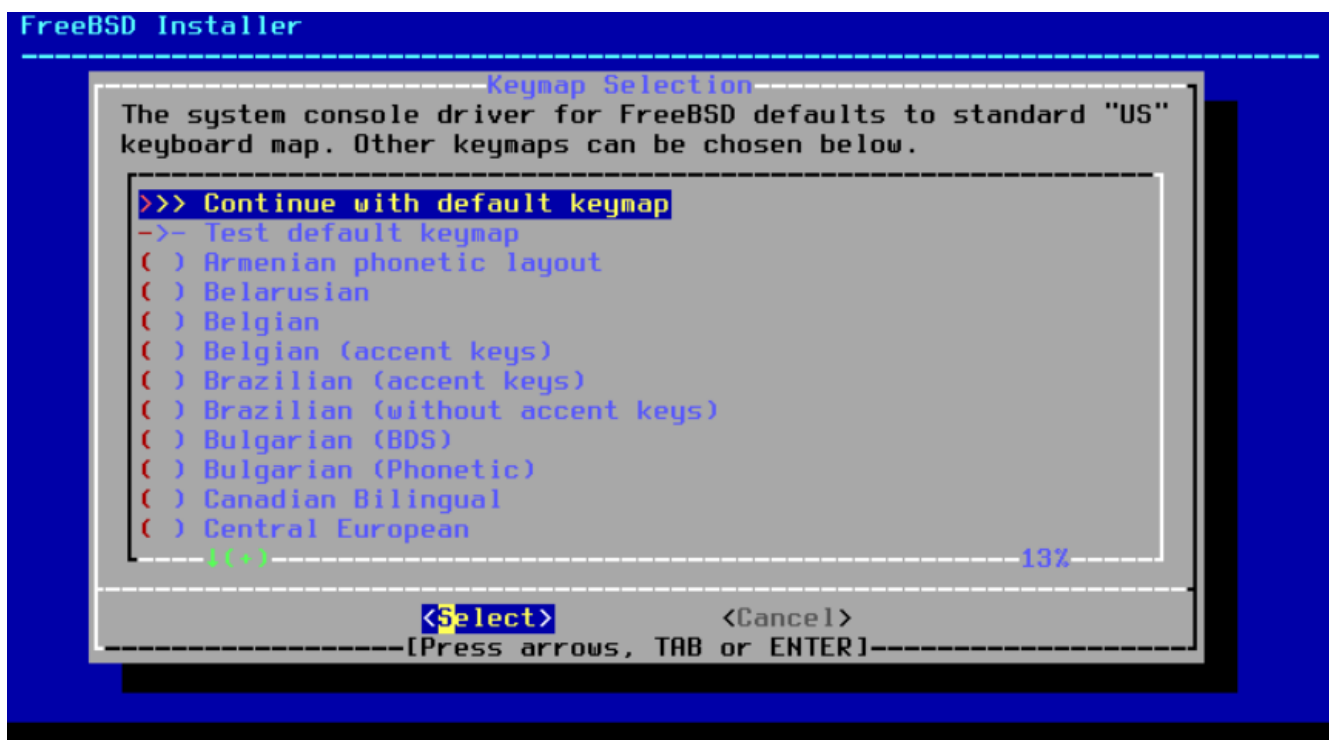 FreeBSD Installer
Keymap Selection
The system console driver for FreeBSD defaults to standard "US"
keyboard map. Other keymaps can be chosen below.
>>> Continue with default keymap
->- Test default keymap
( ) Armenian phonetic layout
( ) Belarusian
( ) Belgian
( ) Belgian (accent keys)
( ) Brazilian (accent keys)
( ) Brazilian (without accent keys)
( ) Bulgarian (BDS)
( ) Bulgarian (Phonetic)
( ) Canadian Bilingual
( ) Central European
↓(+) 13%
<Select> <Cancel>
[Press arrows, TAB or ENTER]